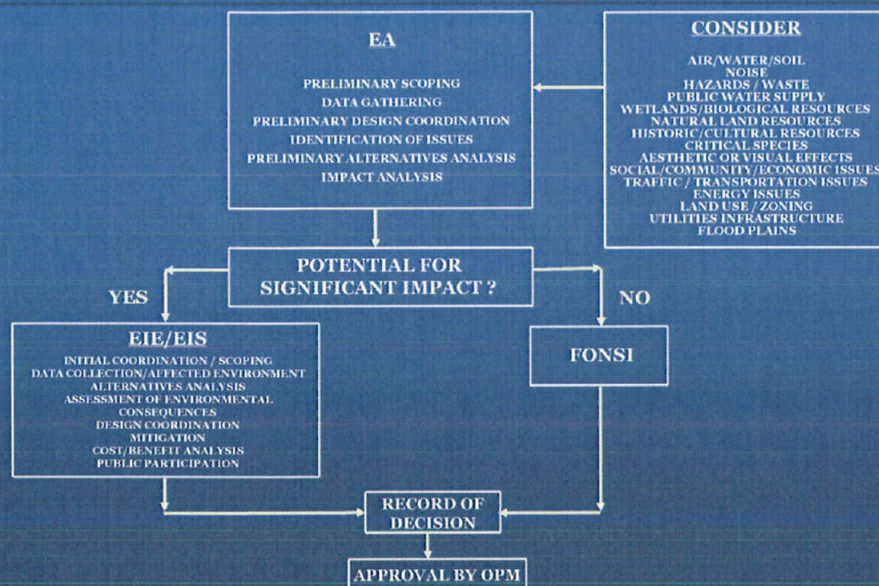 EA
PRELIMINARY SCOPING
DATA GATHERING
PRELIMINARY DESIGN COORDINATION
IDENTIFICATION OF ISSUES
PRELIMINARY ALTERNATIVES ANALYSIS
IMPACT ANALYSIS
CONSIDER
AIR/WATER/SOIL
NOISE
HAZARDS / WASTE
PUBLIC WATER SUPPLY
WETLANDS/BIOLOGICAL RESOURCES
NATURAL LAND RESOURCES
HISTORIC/CULTURAL RESOURCES
CRITICAL SPECIES
AESTHETIC OR VISUAL EFFECTS
SOCIAL/COMMUNITY/ECONOMIC ISSUES
TRAFFIC / TRANSPORTATION ISSUES
ENERGY ISSUES
LAND USE / ZONING
UTILITIES INFRASTRUCTURE
FLOOD PLAINS
POTENTIAL FOR
SIGNIFICANT IMPACT ?
YES
NO
EIE/EIS
INITIAL COORDINATION / SCOPING
DATA COLLECTION/AFFECTED ENVIRONMENT
ALTERNATIVES ANALYSIS
ASSESSMENT OF ENVIRONMENTAL
CONSEQUENCES
DESIGN COORDINATION
MITIGATION
COST/BENEFIT ANALYSIS
PUBLIC PARTICIPATION
FONSI
RECORD OF
DECISION
APPROVAL BY OPM